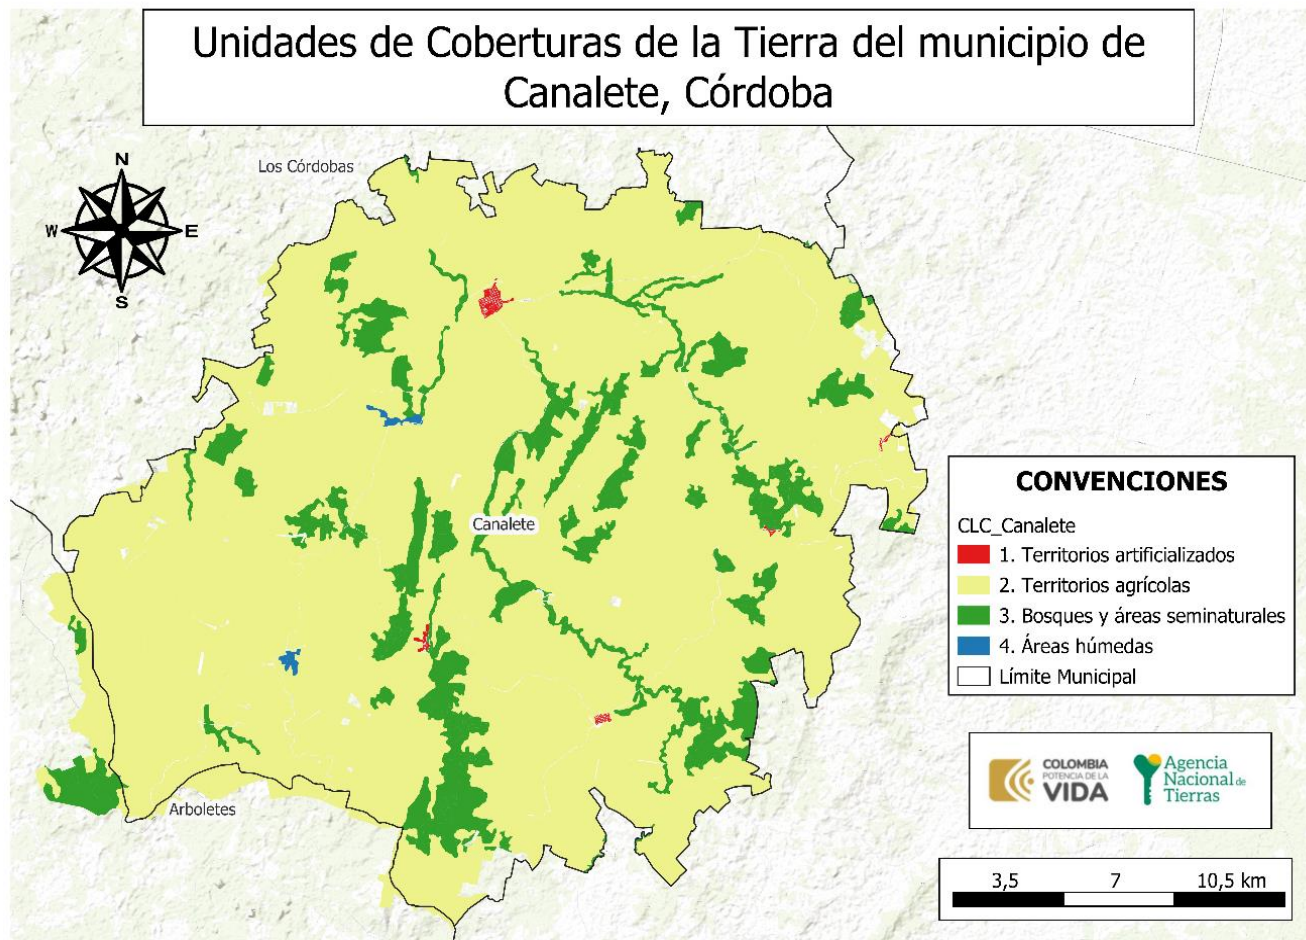 Unidades de Coberturas de la Tierra del municipio de
Canalete, Córdoba
N
W
E
S
Los Córdobas
Canalete
Arboletes
CONVENCIONES
CLC_Canalete
1. Territorios artificializados
2. Territorios agrícolas
3. Bosques y áreas seminaturales
4. Áreas húmedas
Límite Municipal
COLOMBIA
POTENCIA DE LA
VIDA
Agencia
Nacional de
Tierras
3,5 7 10,5 km